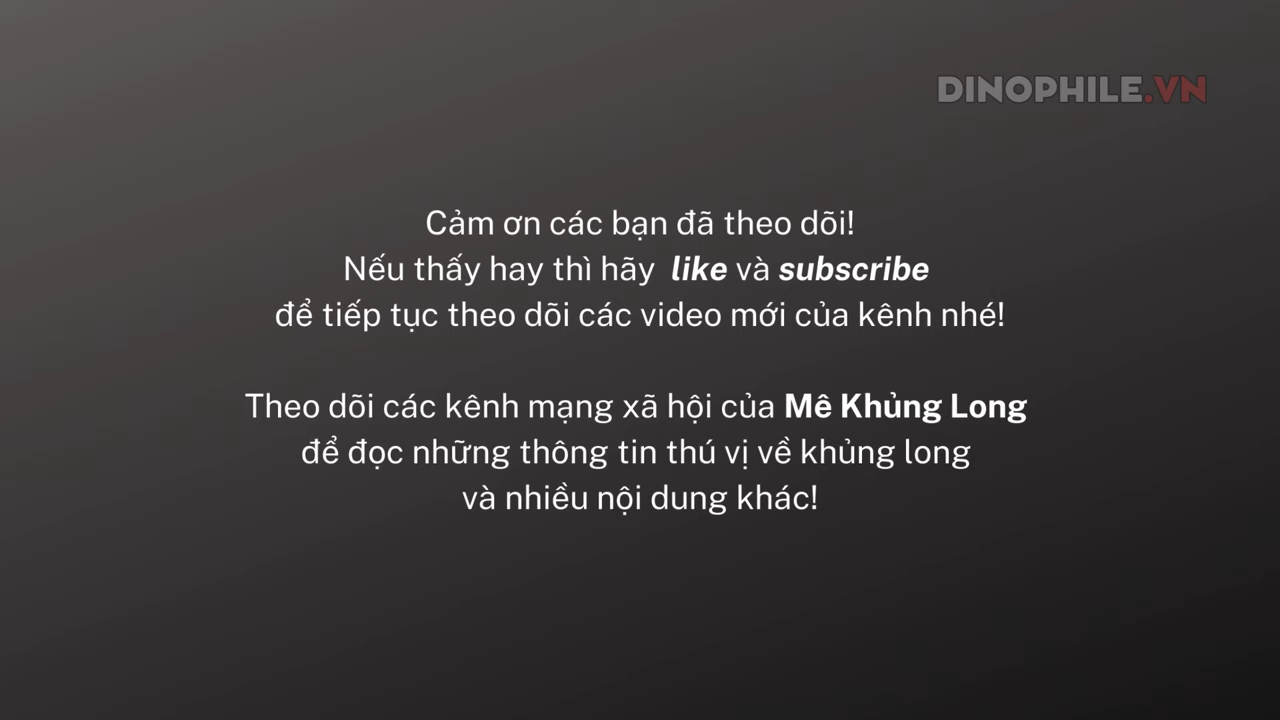 DINOPHILE.VN
Cảm ơn các bạn đã theo dõi!
Nếu thấy hay thì hãy like và subscribe
để tiếp tục theo dõi các video mới của kênh nhé!
Theo dõi các kênh mạng xã hội của Mê Khủng Long
để đọc những thông tin thú vị về khủng long
và nhiều nội dung khác!